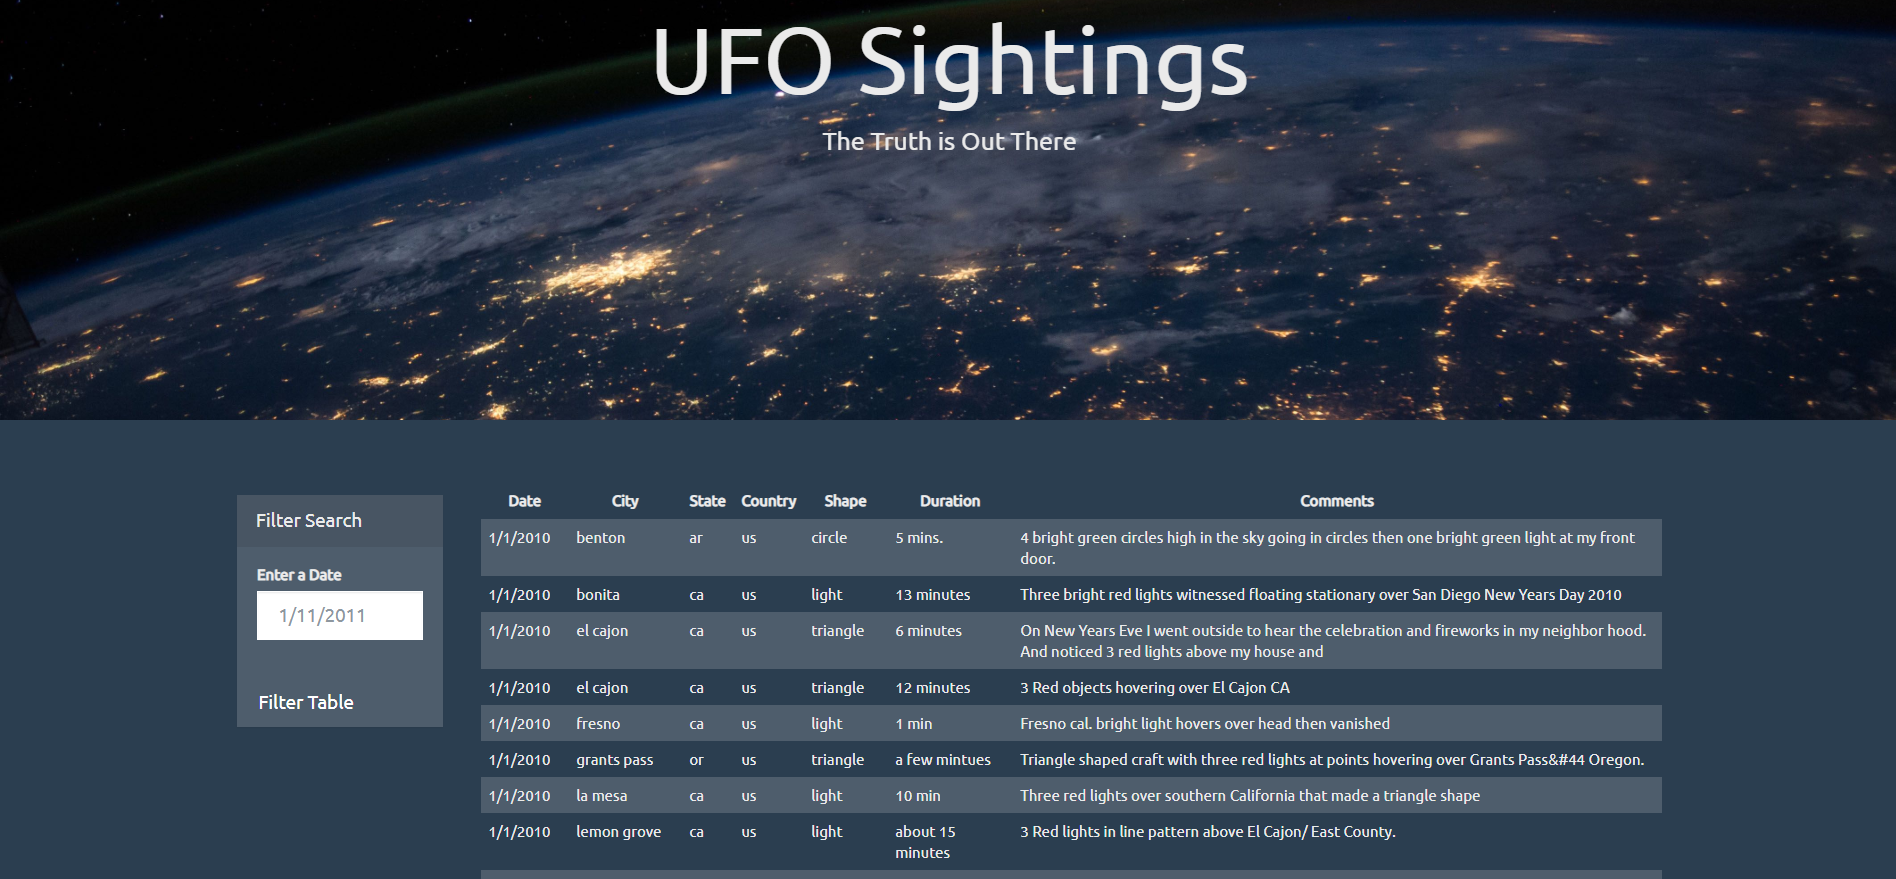 UFO Sightings
The Truth is Out There
Filter Search
Enter a Date
1/11/2011
Filter Table
Date City State Country Shape Duration Comments
1/1/2010 benton ar us circle 5 mins. 4 bright green circles high in the sky going in circles then one bright green light at my front
door.
1/1/2010 bonita ca us light 13 minutes Three bright red lights witnessed floating stationary over San Diego New Years Day 2010
1/1/2010 el cajon ca us triangle 6 minutes On New Years Eve I went outside to hear the celebration and fireworks in my neighbor hood.
And noticed 3 red lights above my house and
1/1/2010 el cajon ca us triangle 12 minutes 3 Red objects hovering over El Cajon CA
1/1/2010 fresno ca us light 1 min Fresno cal. bright light hovers over head then vanished
1/1/2010 grants pass or us triangle a few mintues Triangle shaped craft with three red lights at points hovering over Grants Pass&#44 Oregon.
1/1/2010 la mesa ca us light 10 min Three red lights over southern California that made a triangle shape
1/1/2010 lemon grove ca us light about 15 3 Red lights in line pattern above El Cajon/ East County.
minutes